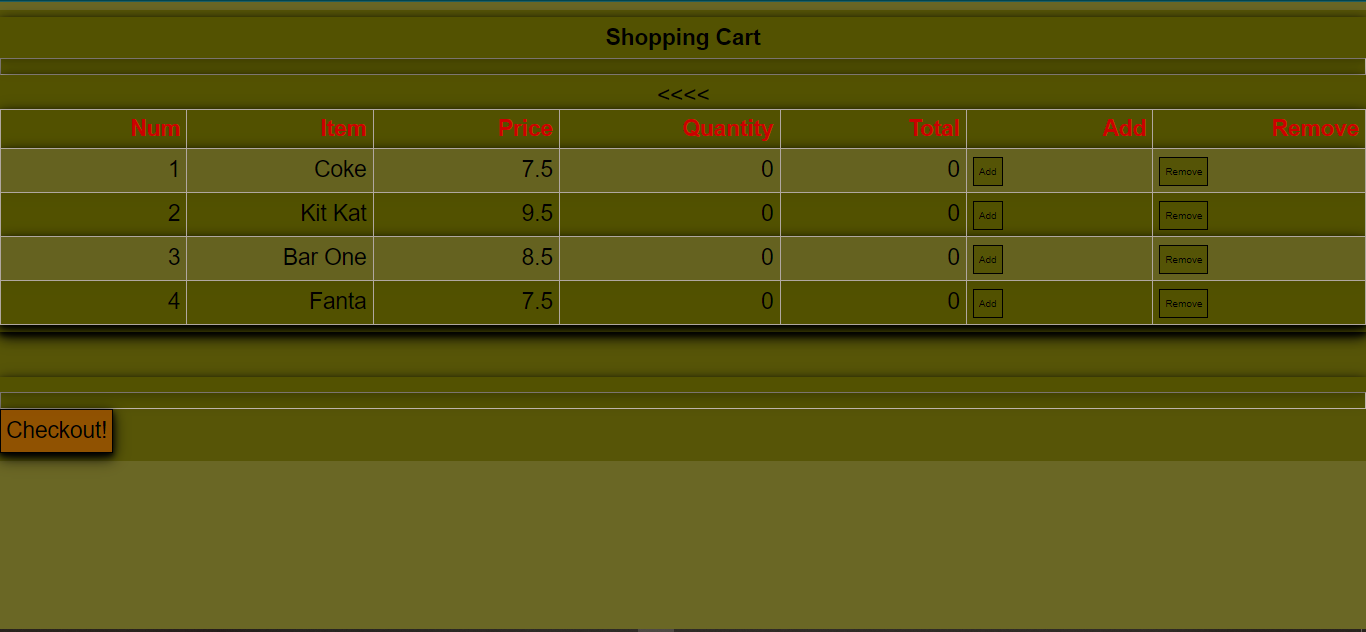 Shopping Cart
<<<<
Num Item Price Quantity Total Add Remove
1 Coke 7.5 0 0 Add Remove
2 Kit Kat 9.5 0 0 Add Remove
3 Bar One 8.5 0 0 Add Remove
4 Fanta 7.5 0 0 Add Remove
Checkout!